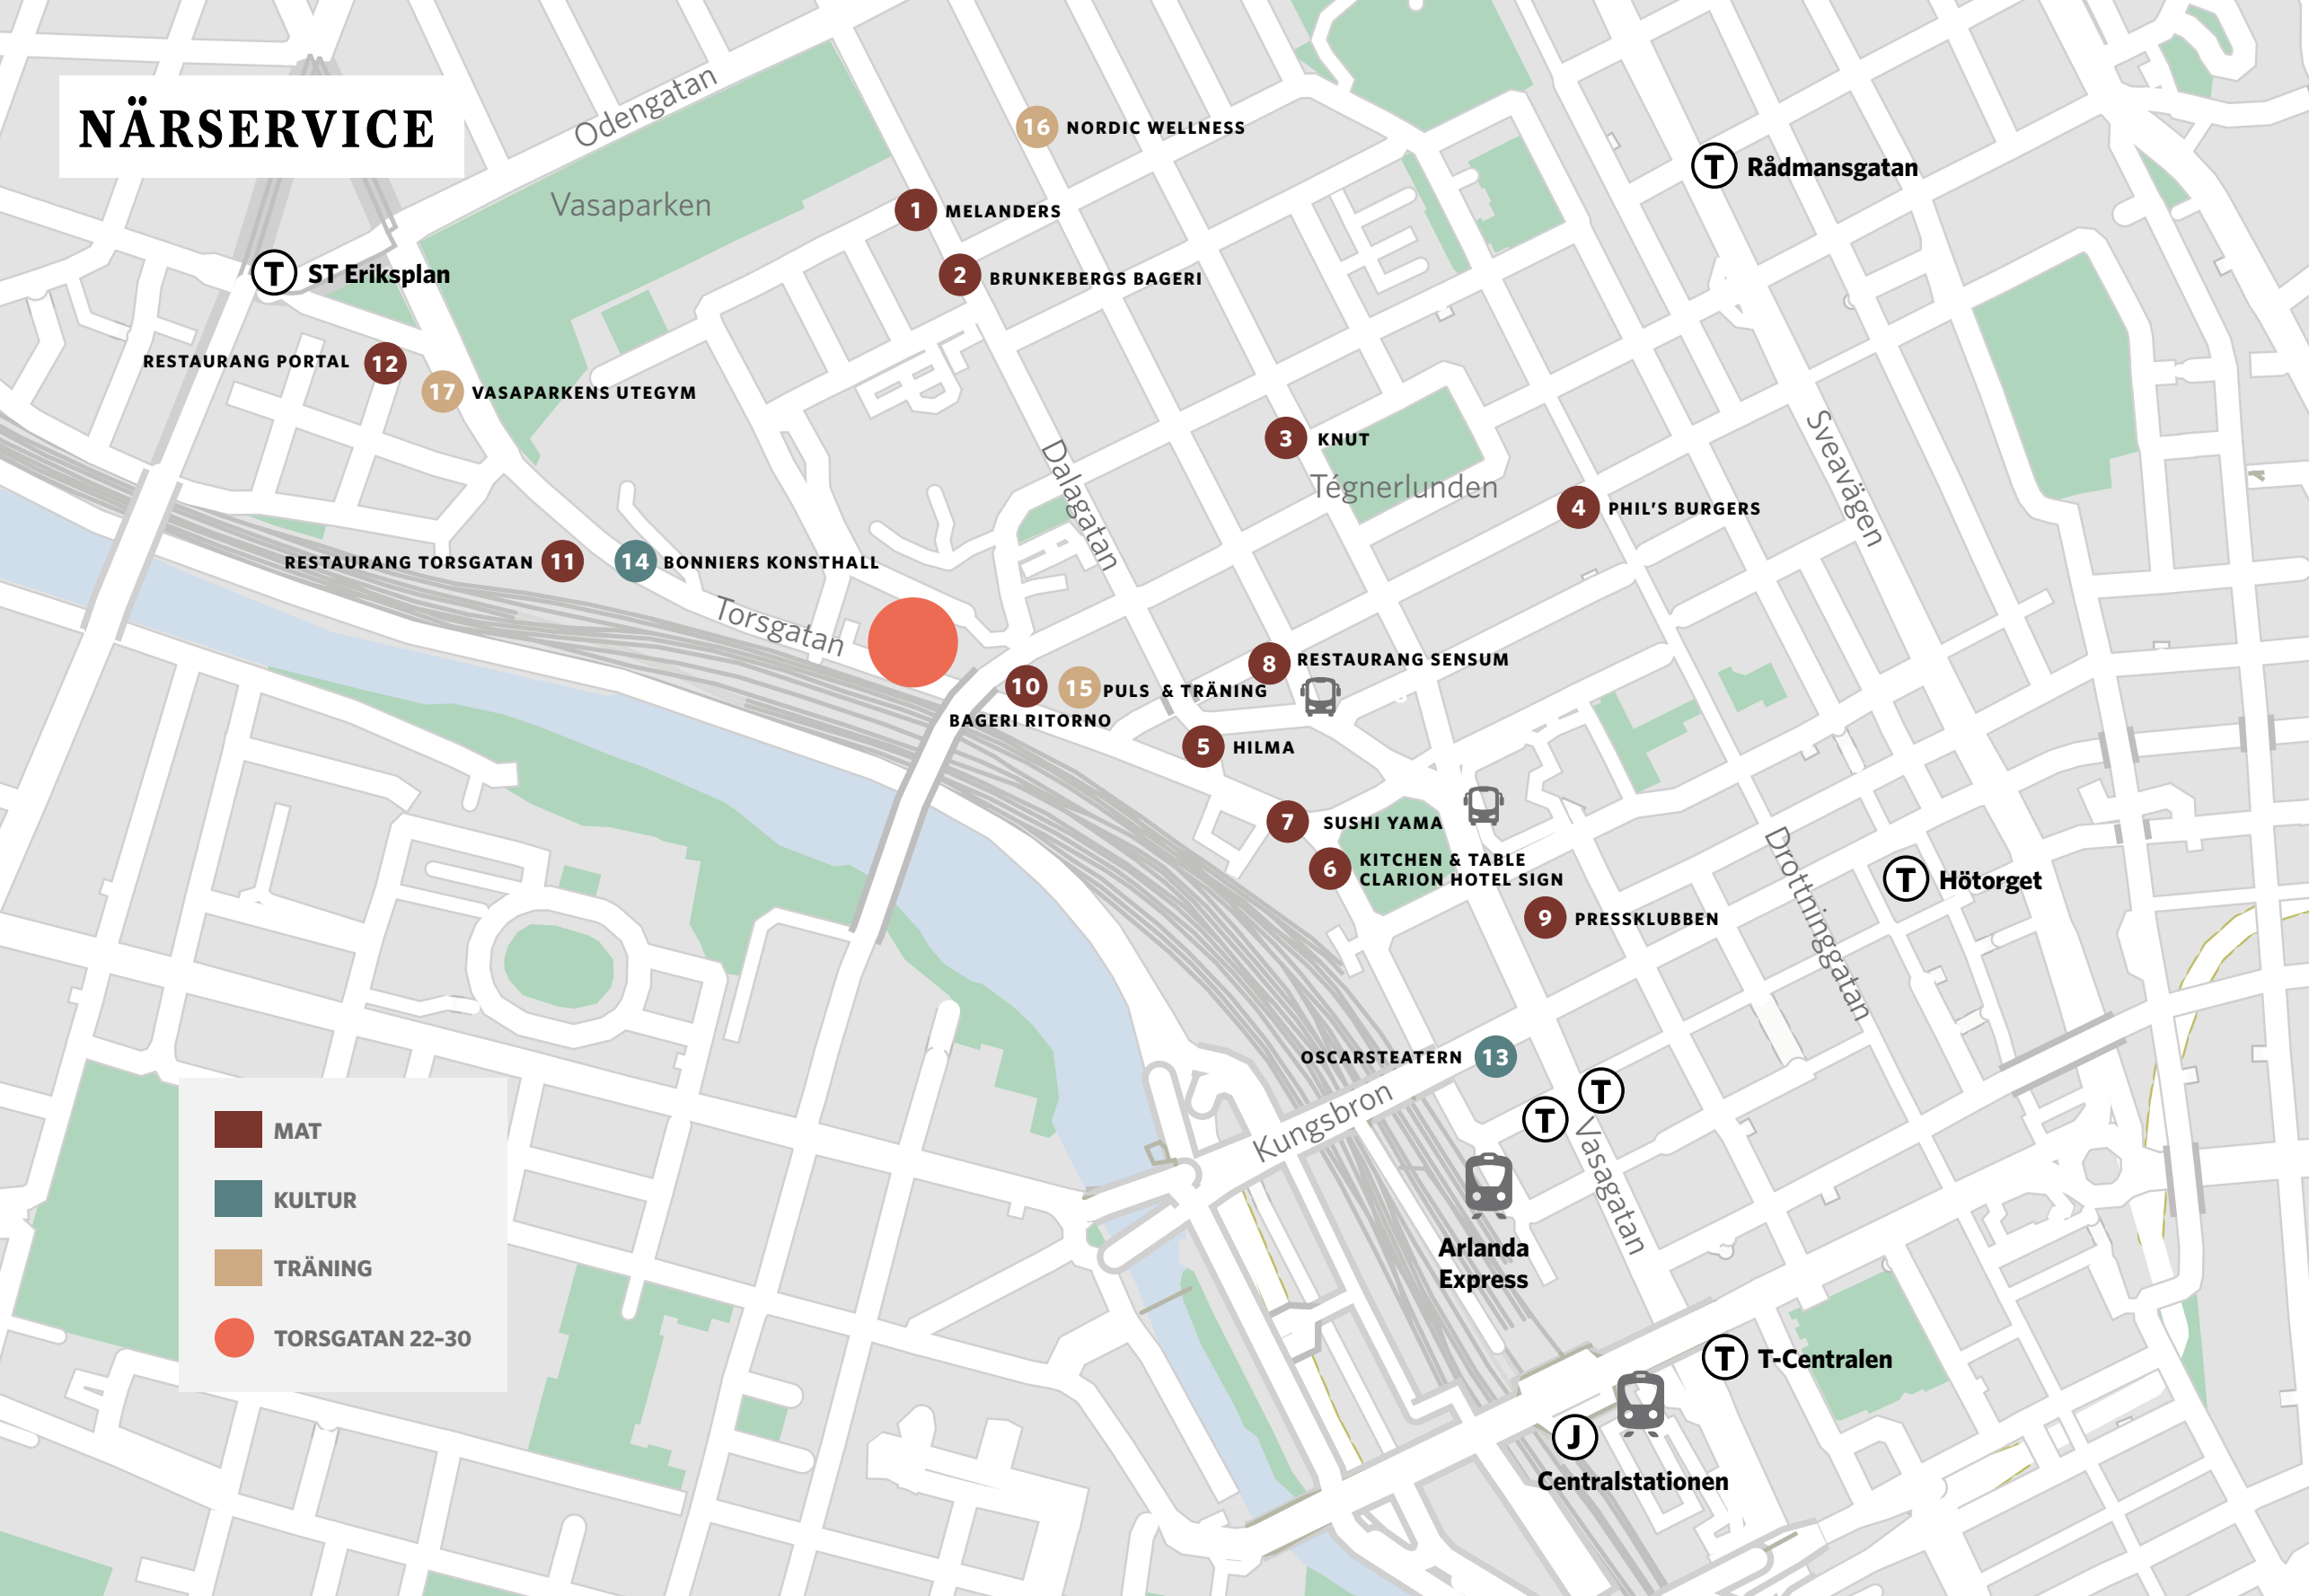 NÄRSERVICE
Odengatan
Vasaparken
16 NORDIC WELLNESS
1 MELANDERS
2 BRUNKEBERGS BAGERI
T Rådmansgatan
T ST Eriksplan
RESTAURANG PORTAL 12
17 VASAPARKENS UTEGYM
Dalagatan
3 KNUT
Tégnerlunden
4 PHIL'S BURGERS
Sveavägen
RESTAURANG TORSGATAN 11
14 BONNIERS KONSTHALL
Torsgatan
8 RESTAURANG SENSUM
10
15 PULS & TRÄNING
BAGERI RITORNO
5 HILMA
7 SUSHI YAMA
6 KITCHEN & TABLE
CLARION HOTEL SIGN
9 PRESSKLUBBEN
Drottninggatan
T Hötorget
OSCARSTEATERN 13
Kungsbron
T
T
Vasagatan
Arlanda
Express
T T-Centralen
J
Centralstationen
MAT
KULTUR
TRÄNING
TORSGATAN 22–30